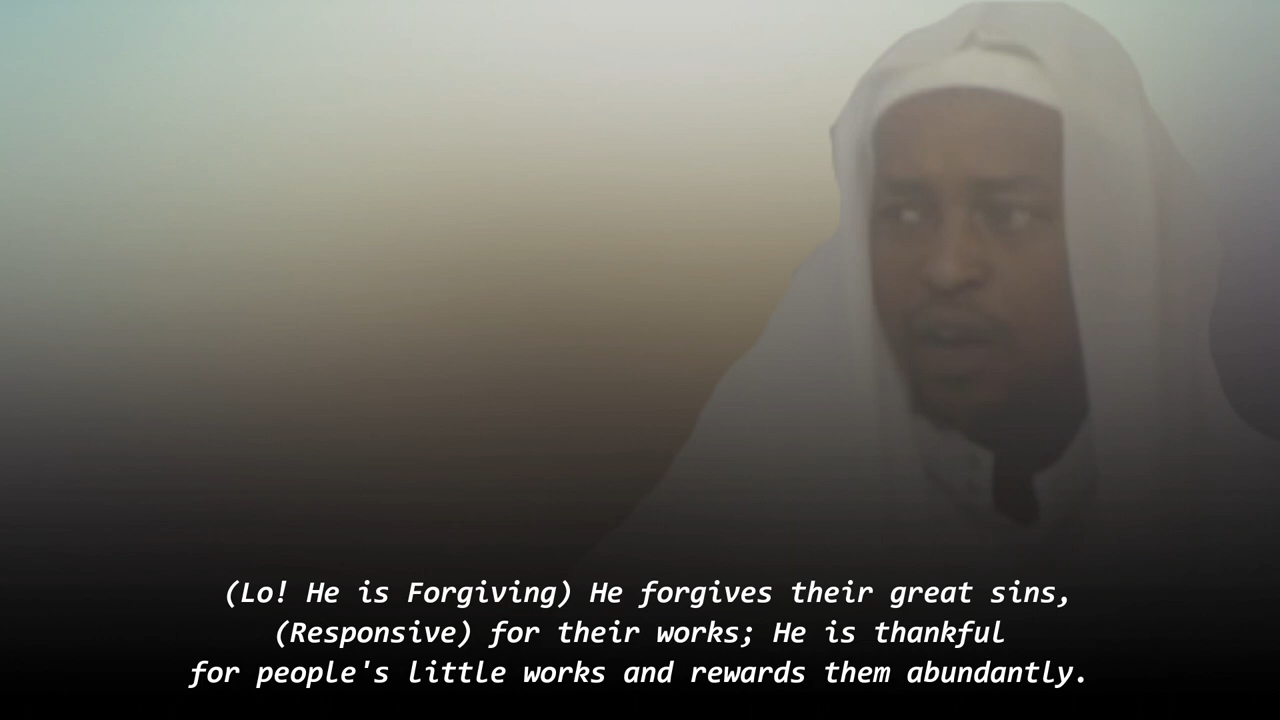 (Lo! He is Forgiving) He forgives their great sins,
(Responsive) for their works; He is thankful
for people's little works and rewards them abundantly.